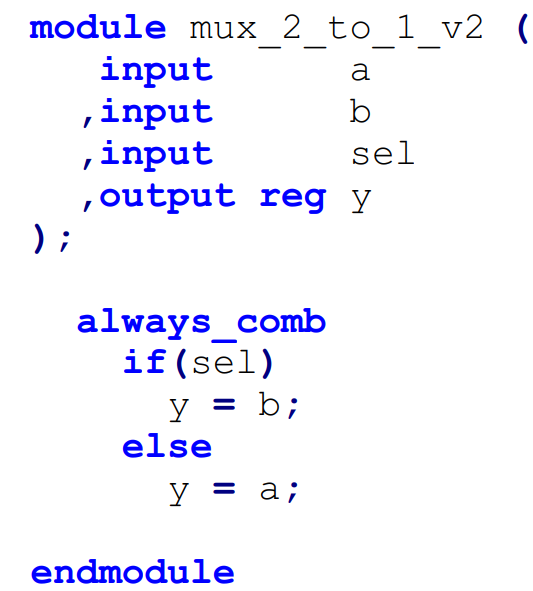 module mux_2_to_1_v2 (
   input      a
  ,input      b
  ,input      sel
  ,output reg y
);
  always_comb
    if(sel)
      y = b;
    else
      y = a;
endmodule